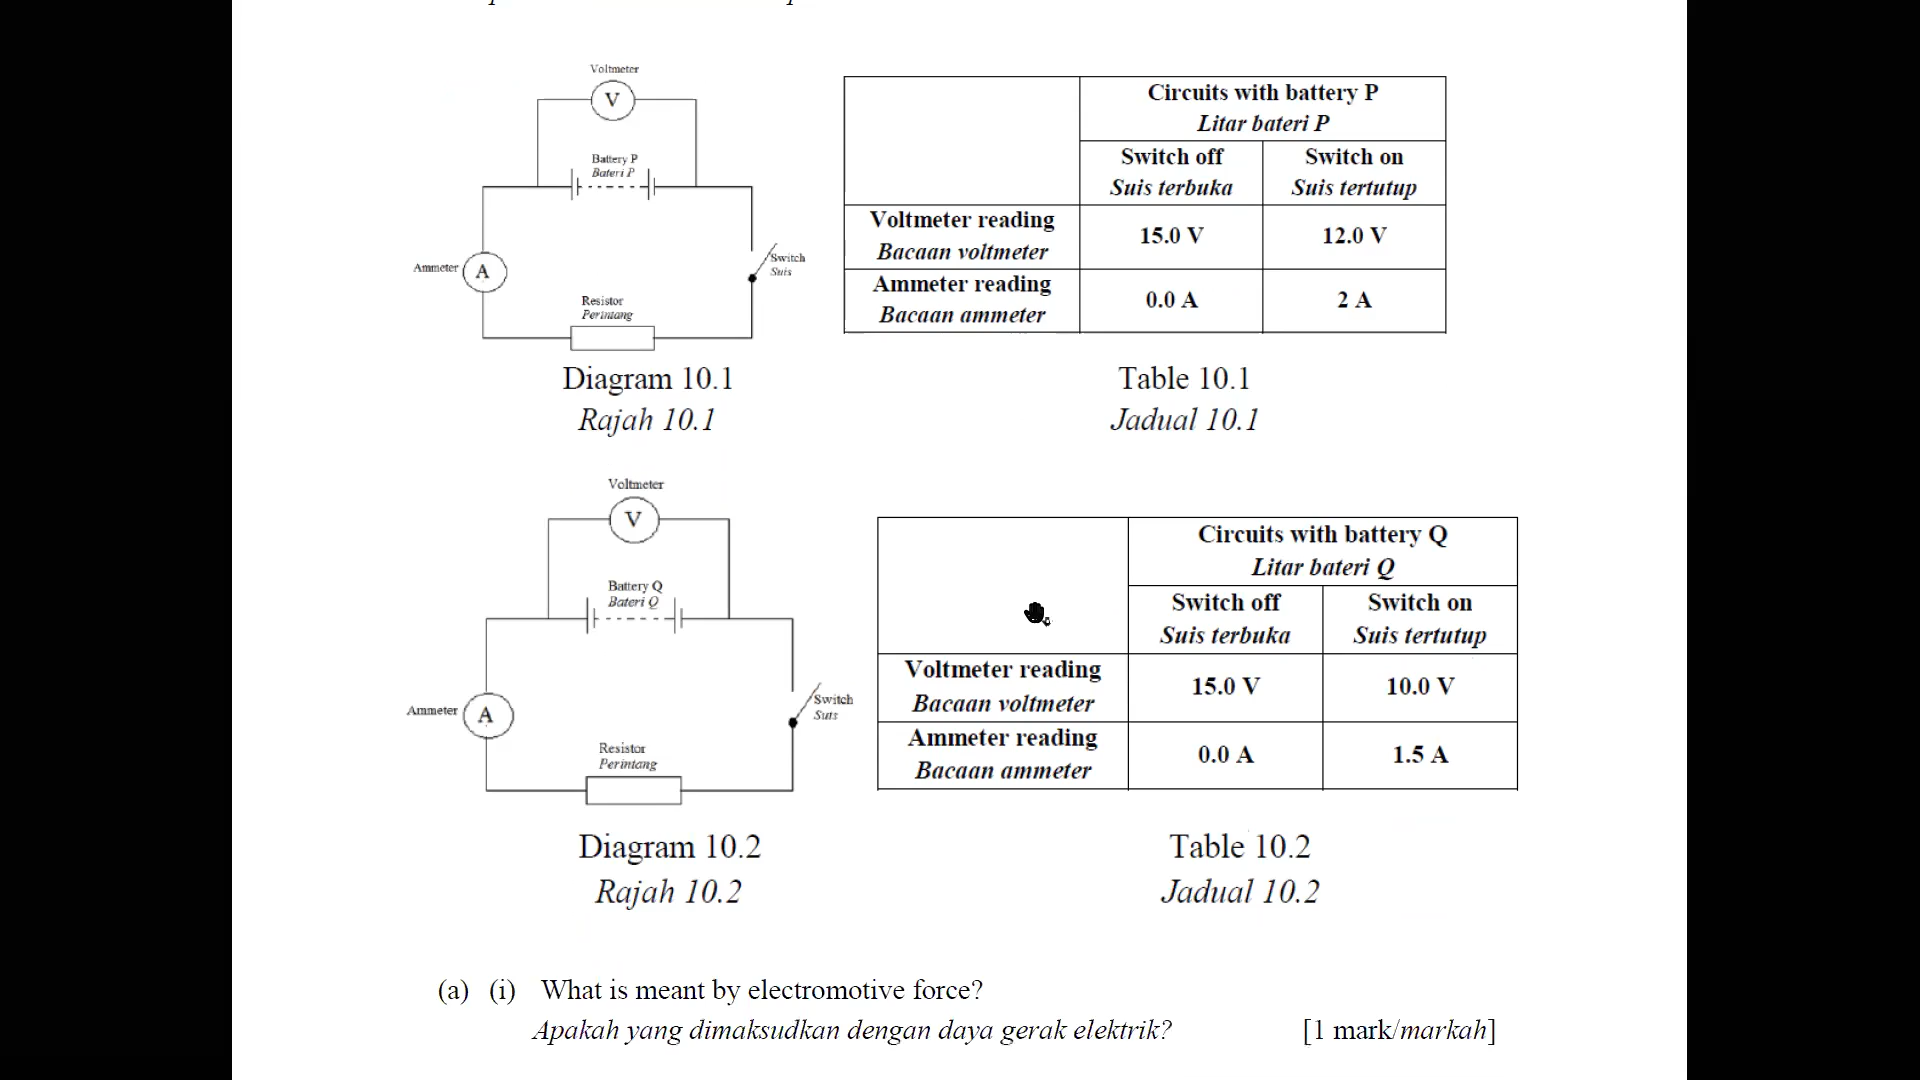 Voltmeter
V
Battery P
Bateri P
Ammeter
A
Switch
Suis
Resistor
Perintang
Diagram 10.1
Rajah 10.1
Circuits with battery P
Litar bateri P
Switch off
Suis terbuka
Switch on
Suis tertutup
Voltmeter reading
Bacaan voltmeter
15.0 V
12.0 V
Ammeter reading
Bacaan ammeter
0.0 A
2 A
Table 10.1
Jadual 10.1
Voltmeter
V
Battery Q
Bateri Q
Ammeter
A
Switch
Suis
Resistor
Perintang
Diagram 10.2
Rajah 10.2
Circuits with battery Q
Litar bateri Q
Switch off
Suis terbuka
Switch on
Suis tertutup
Voltmeter reading
Bacaan voltmeter
15.0 V
10.0 V
Ammeter reading
Bacaan ammeter
0.0 A
1.5 A
Table 10.2
Jadual 10.2
(a) (i) What is meant by electromotive force?
Apakah yang dimaksudkan dengan daya gerak elektrik? [1 mark/markah]